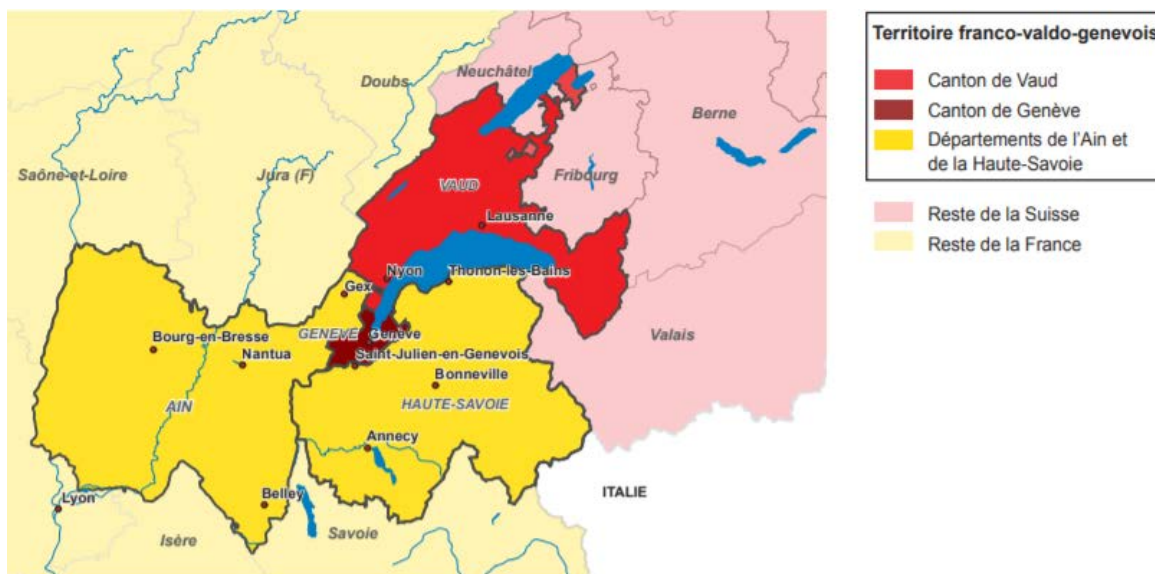 Territoire franco-valdo-genevois
Canton de Vaud
Canton de Genève
Départements de l'Ain et
de la Haute-Savoie
Reste de la Suisse
Reste de la France
Neuchâtel
Doubs
Berne
Saône-et-Loire
Jura (F)
VAUD
Fribourg
Lausanne
Nyon
Thonon-les-Bains
Gex
GENEVE
Genève
Valais
Bourg-en-Bresse
Nantua
Saint-Julien-en-Genevois
Bonneville
AIN
HAUTE-SAVOIE
Annecy
Lyon
Belley
ITALIE
Isère
Savoie